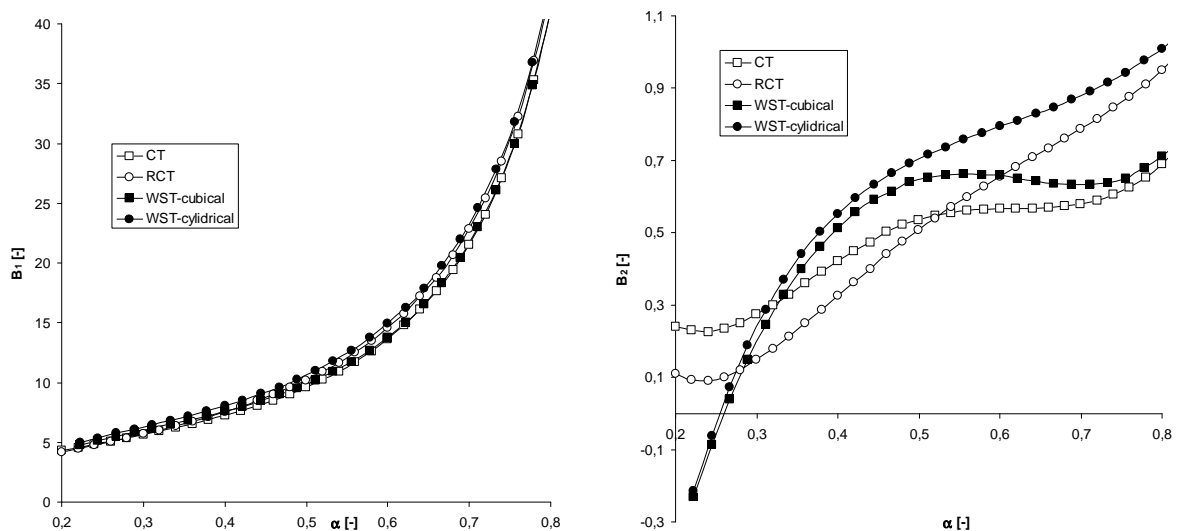 40
35
30
25
20
15
10
5
0
B1 [-]
CT
RCT
WST-cubical
WST-cylidrical
0,2 0,3 0,4 0,5 0,6 0,7 0,8
α [-]
1,1
0,9
0,7
0,5
0,3
0,1
-0,1
-0,3
B2 [-]
CT
RCT
WST-cubical
WST-cylidrical
0,2 0,3 0,4 0,5 0,6 0,7 0,8
α [-]